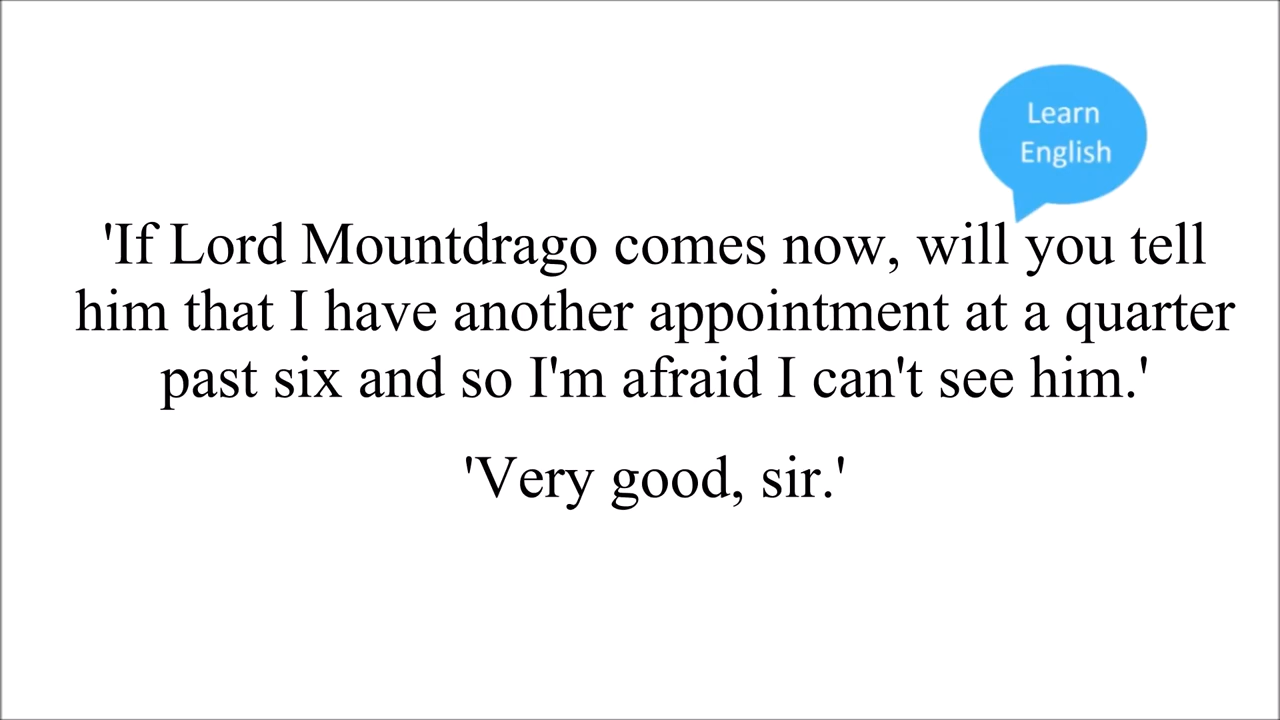 Learn
English
'If Lord Mountdrago comes now, will you tell
him that I have another appointment at a quarter
past six and so I'm afraid I can't see him.'
'Very good, sir.'